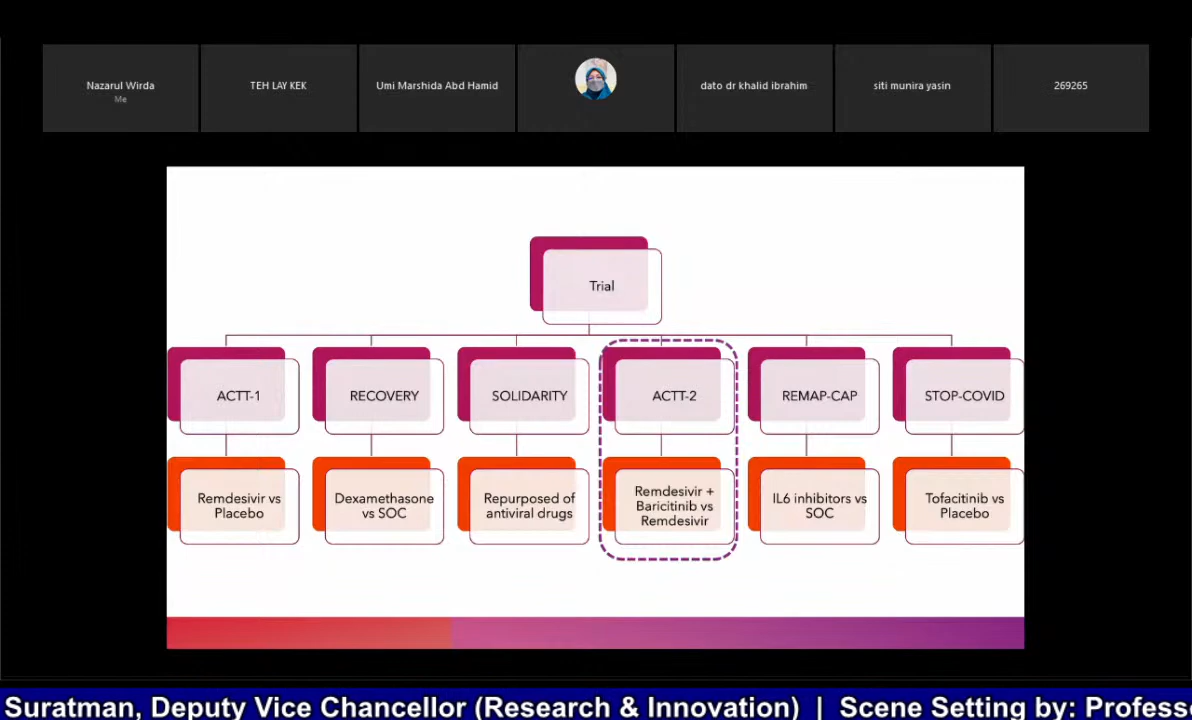 Nazarul Wirda
Me
TEH LAY KEK
Umi Marshida Abd Hamid
dato dr khalid ibrahim
siti munira yasin
269265
Trial
ACTT-1
RECOVERY
SOLIDARITY
ACTT-2
REMAP-CAP
STOP-COVID
Remdesivir vs
Placebo
Dexamethasone
vs SOC
Repurposed of
antiviral drugs
Remdesivir +
Baricitinib vs
Remdesivir
IL6 inhibitors vs
SOC
Tofacitinib vs
Placebo
Suratman, Deputy Vice Chancellor (Research & Innovation) | Scene Setting by: Profess